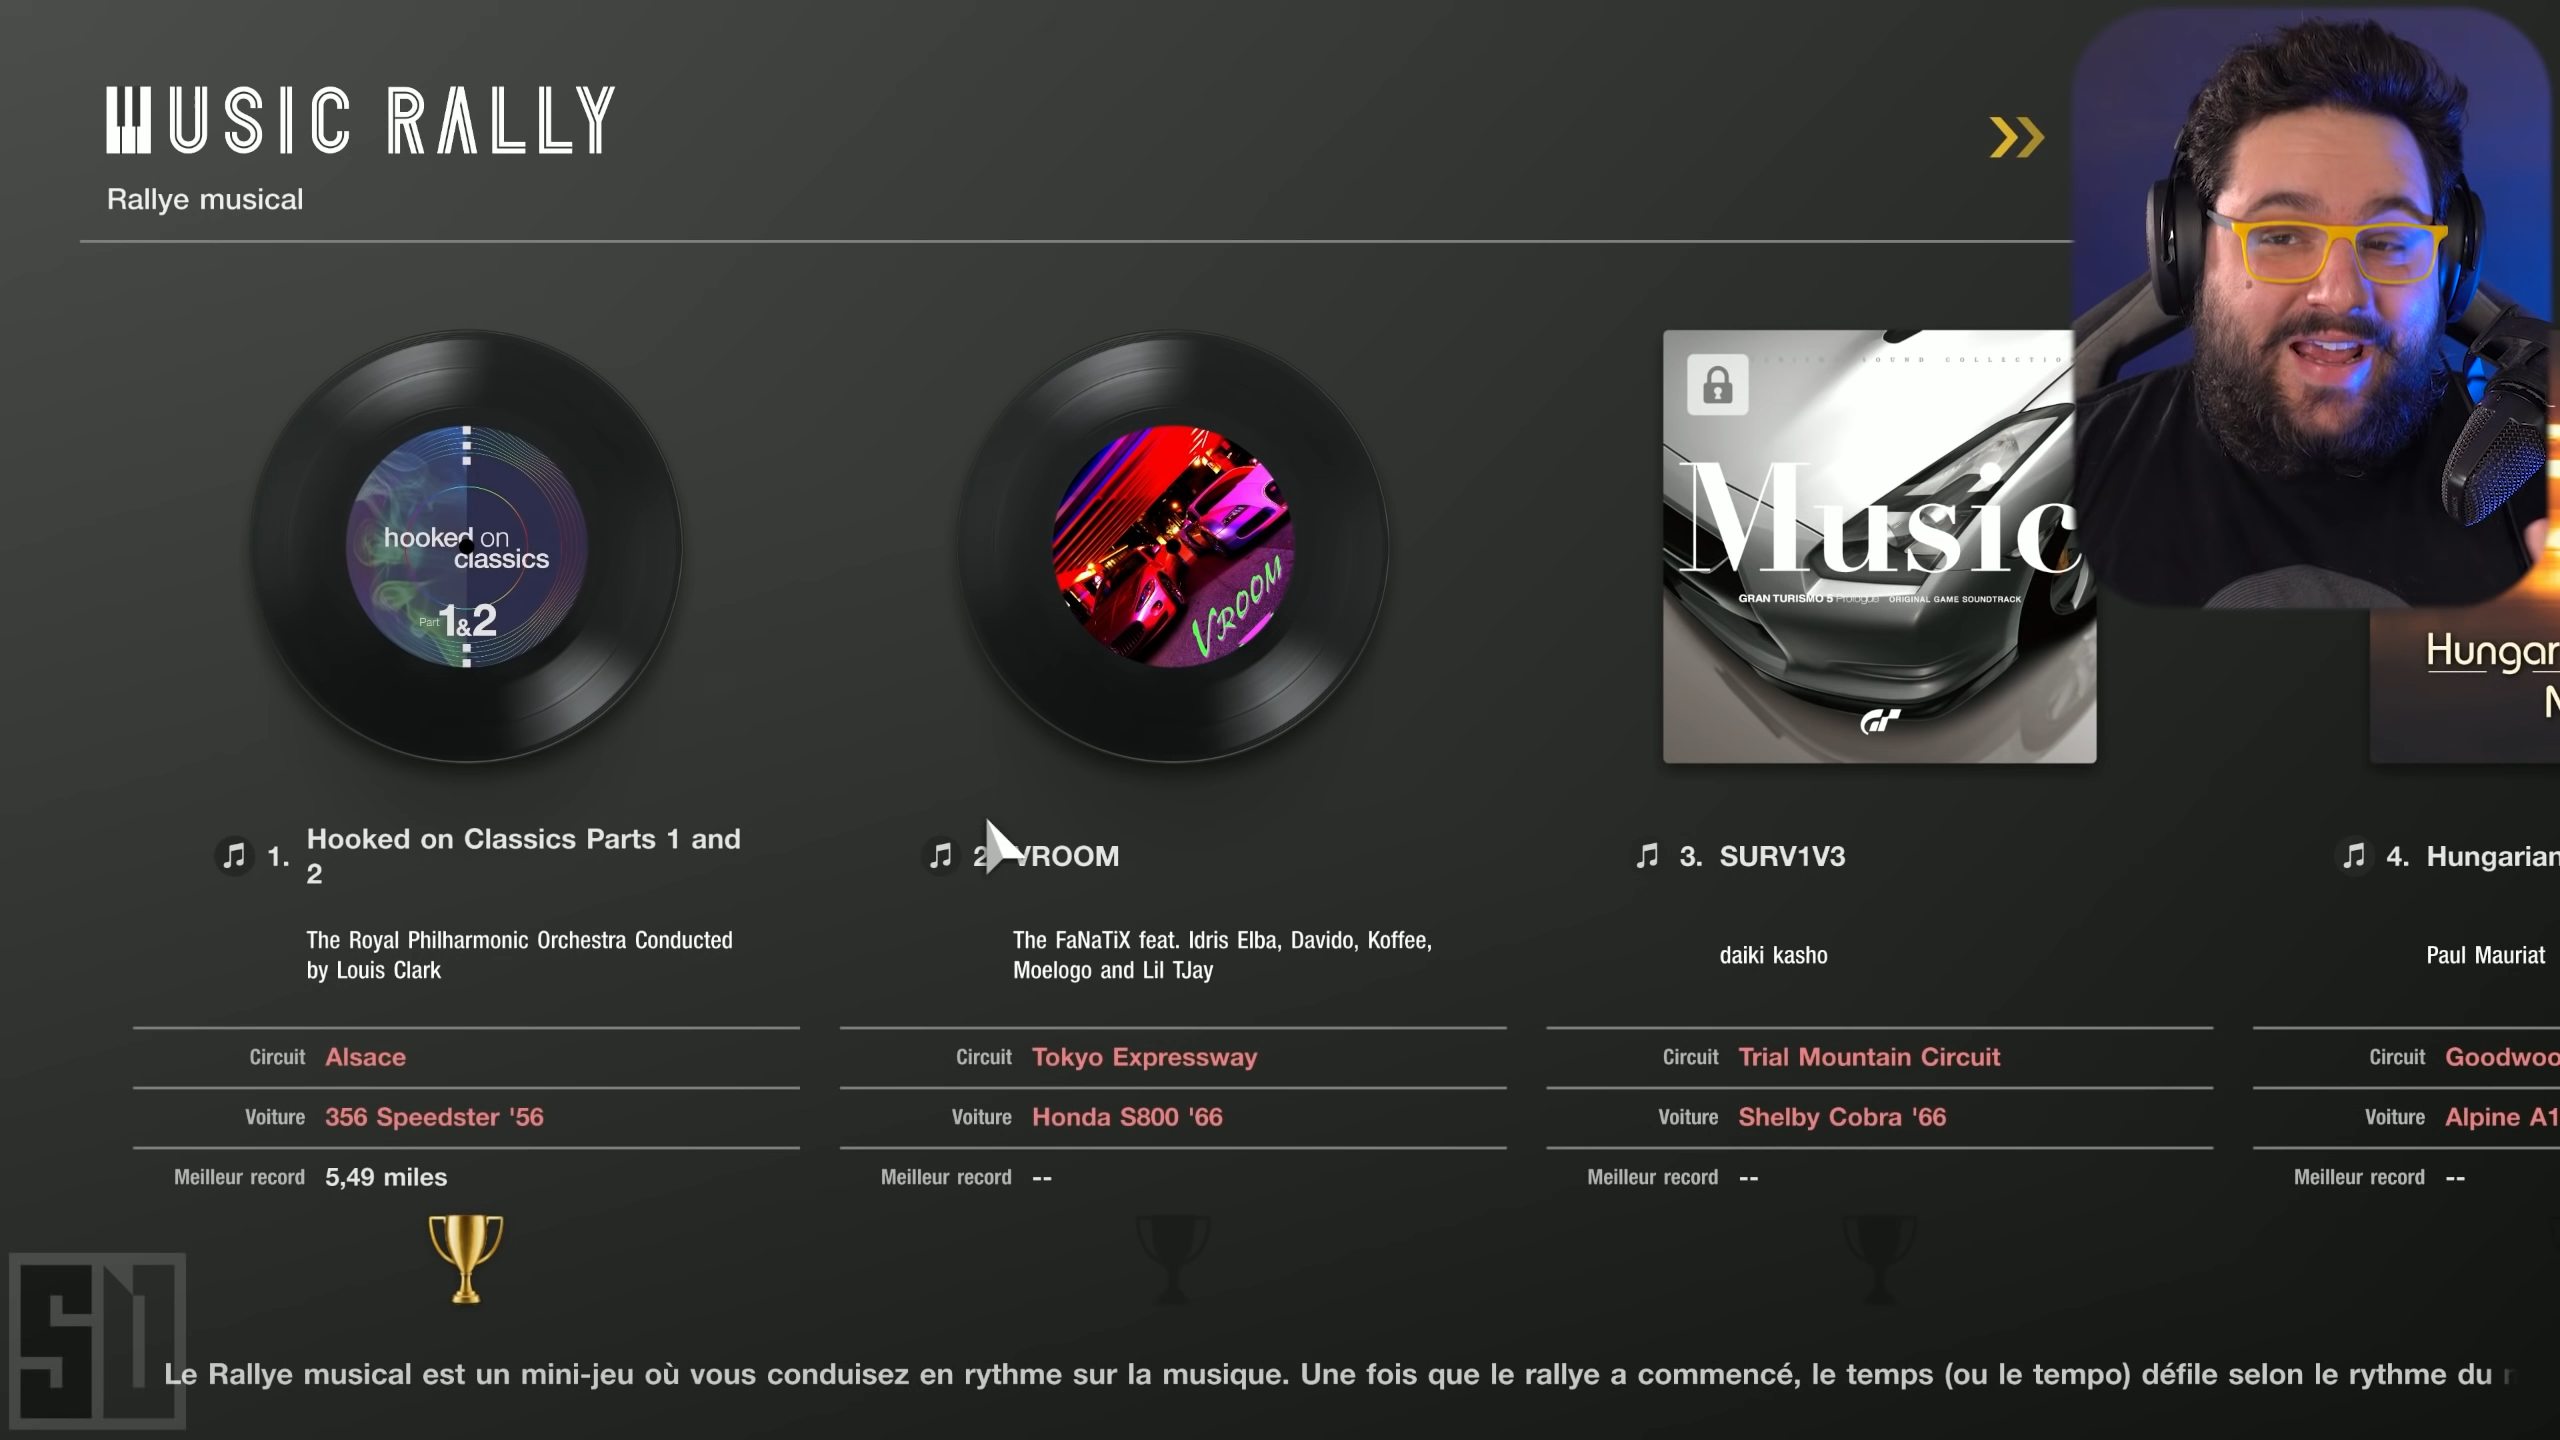 MUSIC RALLY
Rallye musical
hooked on
classics
Part 1&2
VROOM
SOUND COLLECTION
Music
GRAN TURISMO 5 Prologue ORIGINAL GAME SOUNDTRACK
GT
Hungar
1. Hooked on Classics Parts 1 and
2
The Royal Philharmonic Orchestra Conducted
by Louis Clark
Circuit Alsace
Voiture 356 Speedster '56
Meilleur record 5,49 miles
2 VROOM
The FaNaTiX feat. Idris Elba, Davido, Koffee,
Moelogo and Lil TJay
Circuit Tokyo Expressway
Voiture Honda S800 '66
Meilleur record --
3. SURV1V3
daiki kasho
Circuit Trial Mountain Circuit
Voiture Shelby Cobra '66
Meilleur record --
4. Hungarian
Paul Mauriat
Circuit Goodwoo
Voiture Alpine A1
Meilleur record --
SD
Le Rallye musical est un mini-jeu où vous conduisez en rythme sur la musique. Une fois que le rallye a commencé, le temps (ou le tempo) défile selon le rythme du